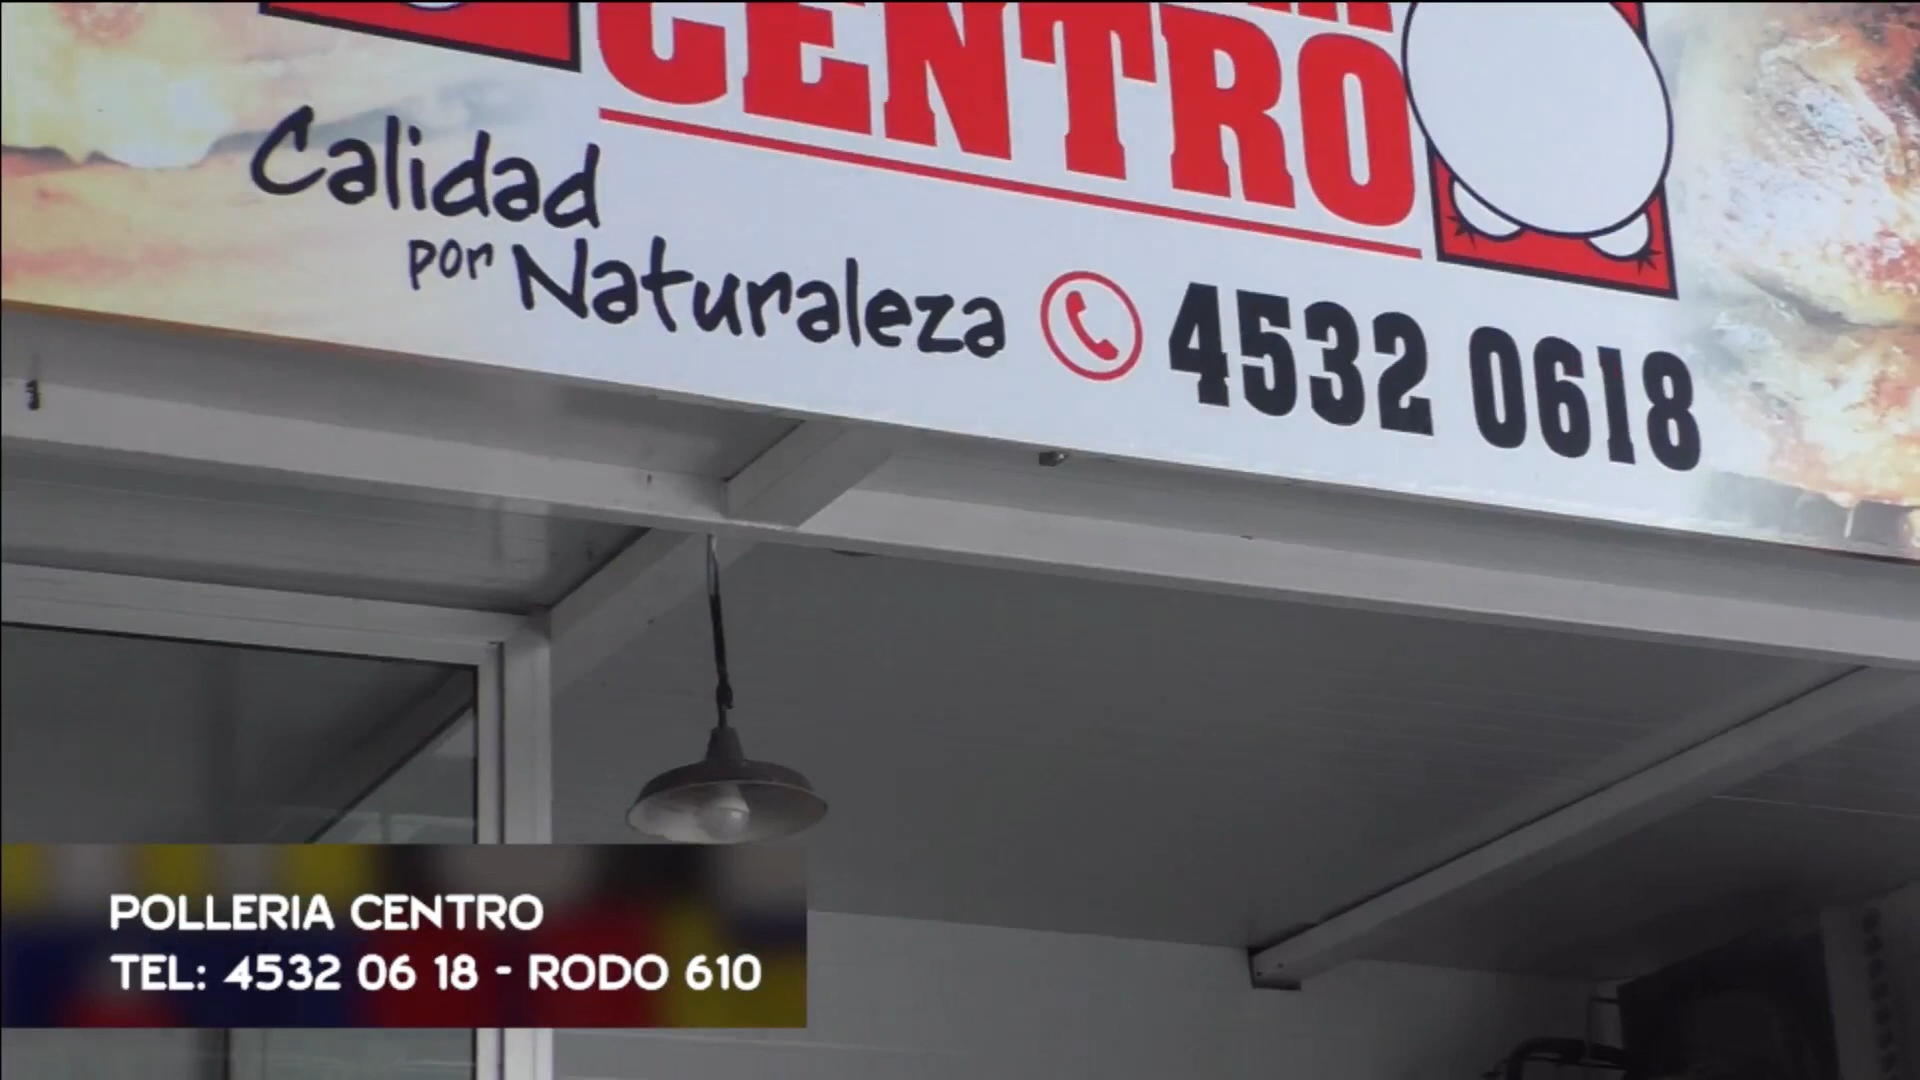 CENTRO
Calidad
por Naturaleza
4532 0618
POLLERIA CENTRO
TEL: 4532 06 18 - RODO 610